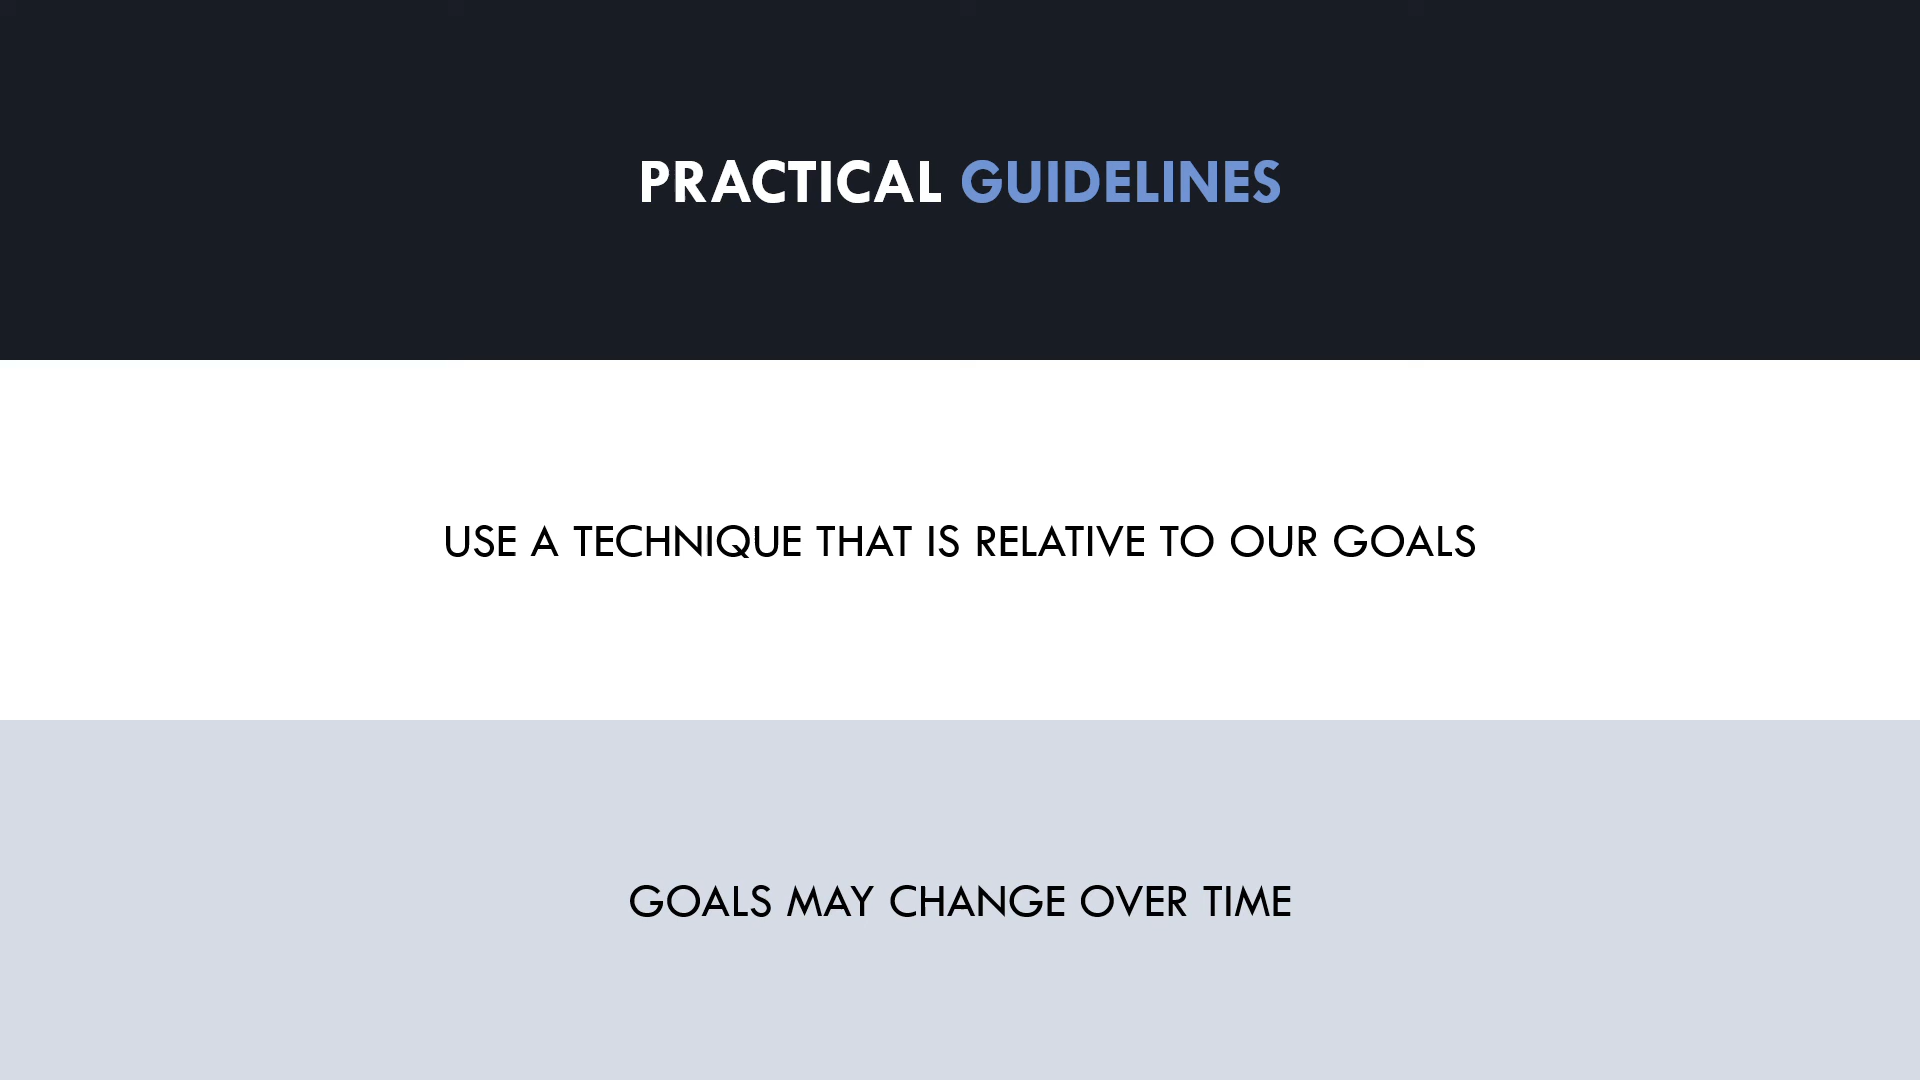 PRACTICAL GUIDELINES
USE A TECHNIQUE THAT IS RELATIVE TO OUR GOALS
GOALS MAY CHANGE OVER TIME